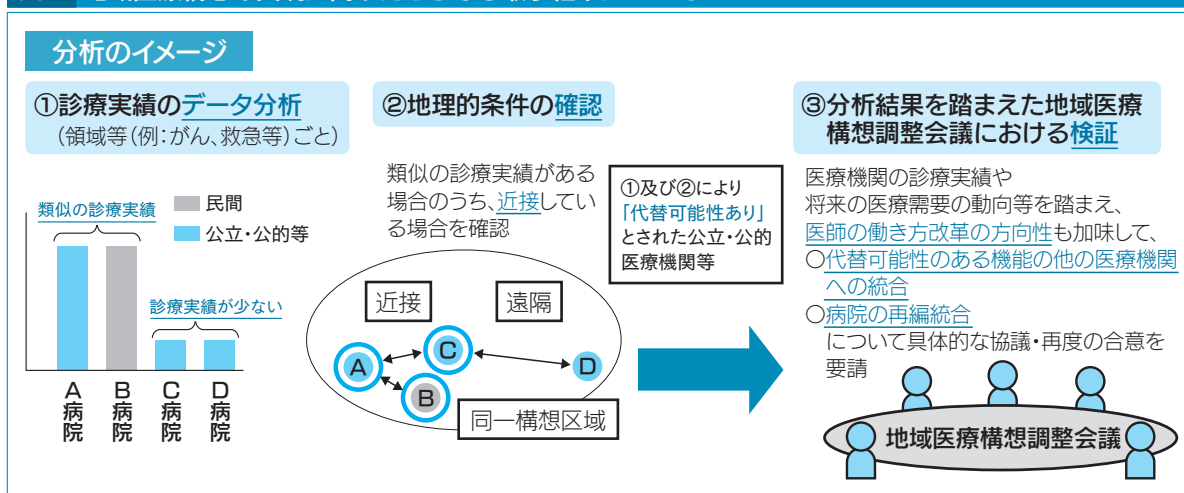 分析のイメージ
①診療実績のデータ分析
（領域等（例：がん、救急等）ごと）
類似の診療実績
民間
公立・公的等
診療実績が少ない
A病院
B病院
C病院
D病院
②地理的条件の確認
類似の診療実績がある
場合のうち、近接してい
る場合を確認
近接
遠隔
A
B
C
D
同一構想区域
①及び②により
「代替可能性あり」
とされた公立・公的
医療機関等
③分析結果を踏まえた地域医療
構想調整会議における検証
医療機関の診療実績や
将来の医療需要の動向等を踏まえ、
医師の働き方改革の方向性も加味して、
○代替可能性のある機能の他の医療機関
への統合
○病院の再編統合
について具体的な協議・再度の合意を
要請
地域医療構想調整会議